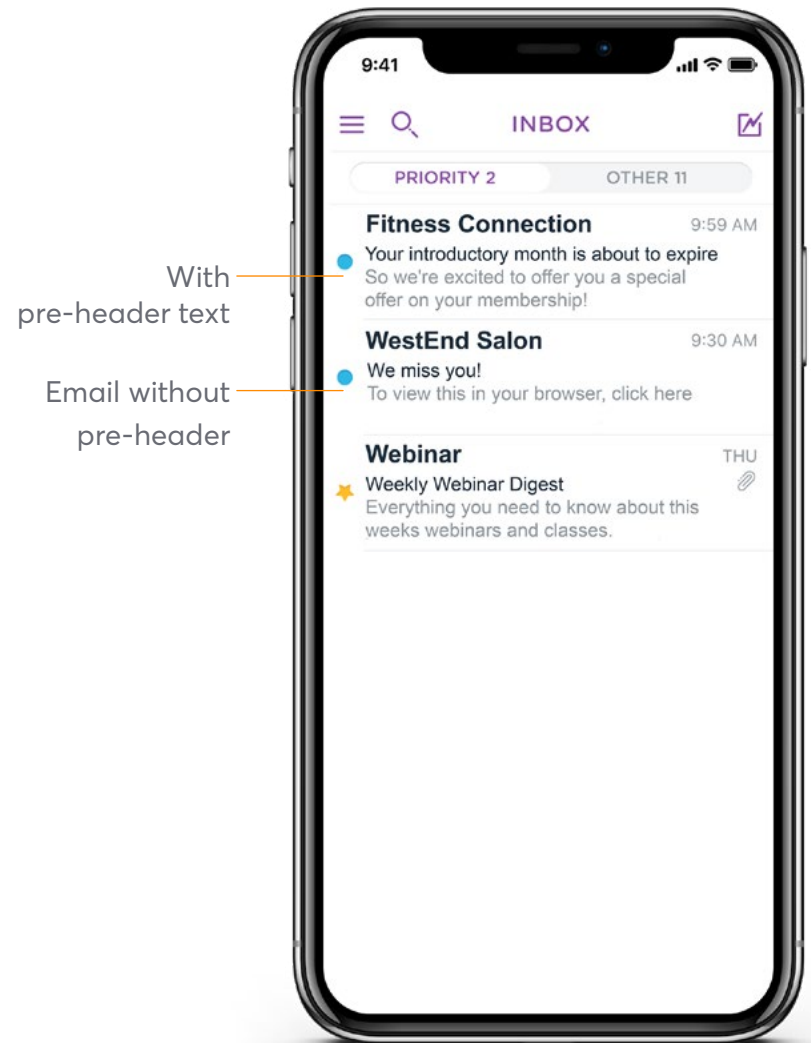 9:41
INBOX
PRIORITY 2
OTHER 11
With
pre-header text
Fitness Connection
9:59 AM
Your introductory month is about to expire
So we're excited to offer you a special
offer on your membership!
Email without
pre-header
WestEnd Salon
9:30 AM
We miss you!
To view this in your browser, click here
Webinar
THU
Weekly Webinar Digest
Everything you need to know about this
weeks webinars and classes.